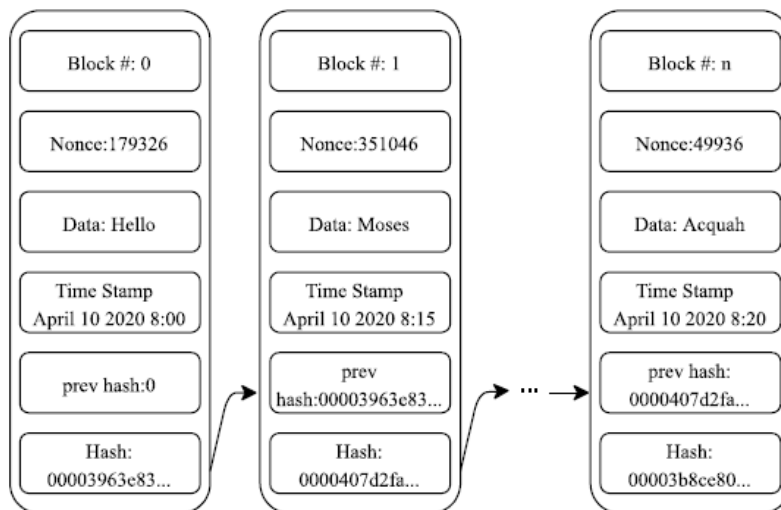 Block #: 0
Nonce:179326
Data: Hello
Time Stamp
April 10 2020 8:00
prev hash:0
Hash:
00003963e83...
Block #: 1
Nonce:351046
Data: Moses
Time Stamp
April 10 2020 8:15
prev
hash:00003963e83...
Hash:
0000407d2fa...
...
Block #: n
Nonce:49936
Data: Acquah
Time Stamp
April 10 2020 8:20
prev hash:
0000407d2fa...
Hash:
00003b8ce80...